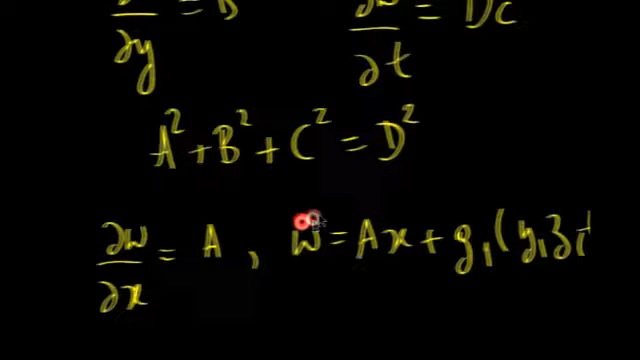 ∂/∂y = B    ∂w/∂t = Dc
A² + B² + C² = D²
∂w/∂x = A , w = Ax + g₁(y, z, t